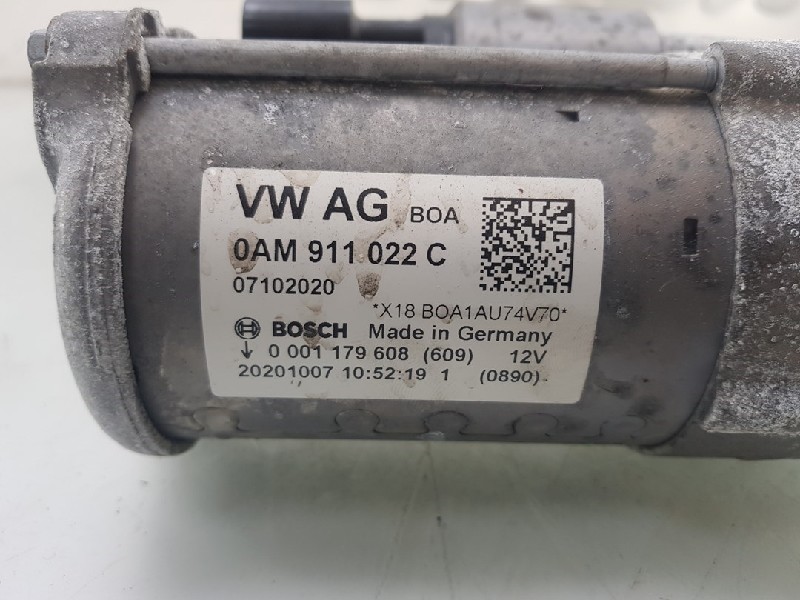 VW AG BOA
0AM 911 022 C
07102020
*X18 BOA1AU74V70*
BOSCH Made in Germany
0 001 179 608 (609) 12V
20201007 10:52:19 1 (0890)